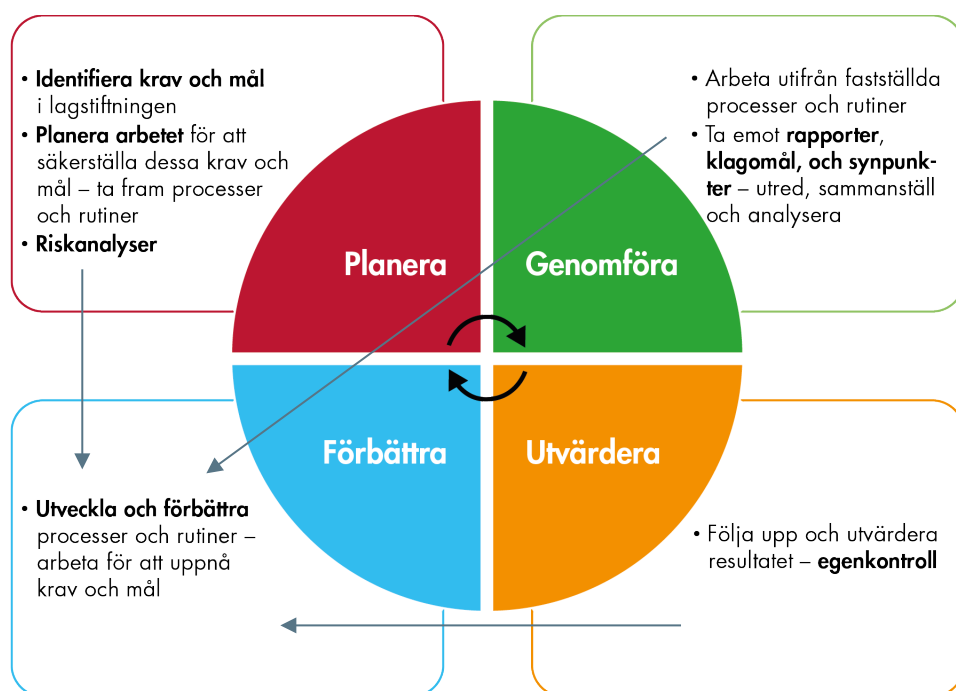 • Identifiera krav och mål
i lagstiftningen
• Planera arbetet för att
säkerställa dessa krav och
mål – ta fram processer
och rutiner
• Riskanalyser
• Arbeta utifrån fastställda
processer och rutiner
• Ta emot rapporter,
klagomål, och synpunk-
ter – utred, sammanställ
och analysera
Planera
Genomföra
Förbättra
Utvärdera
• Utveckla och förbättra
processer och rutiner –
arbeta för att uppnå
krav och mål
• Följa upp och utvärdera
resultatet – egenkontroll